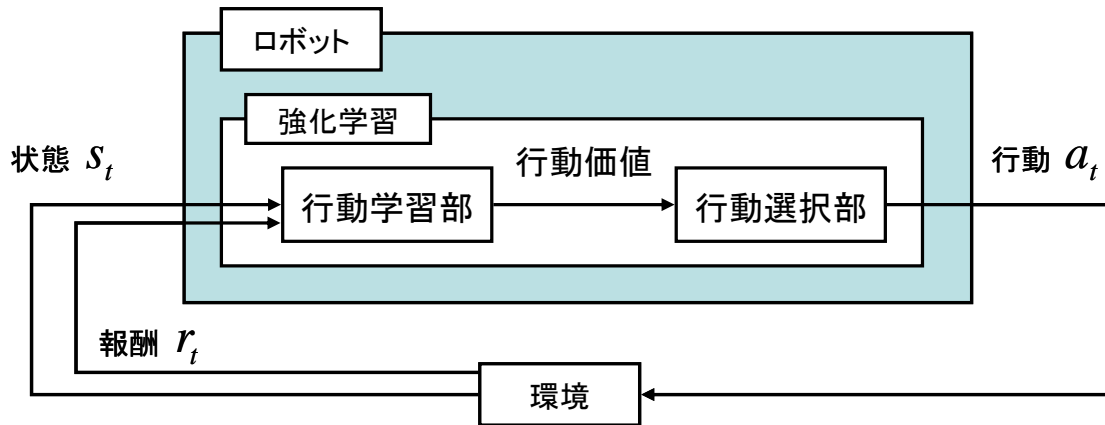 ロボット
強化学習
状態 s_t
行動価値
行動 a_t
行動学習部
行動選択部
報酬 r_t
環境